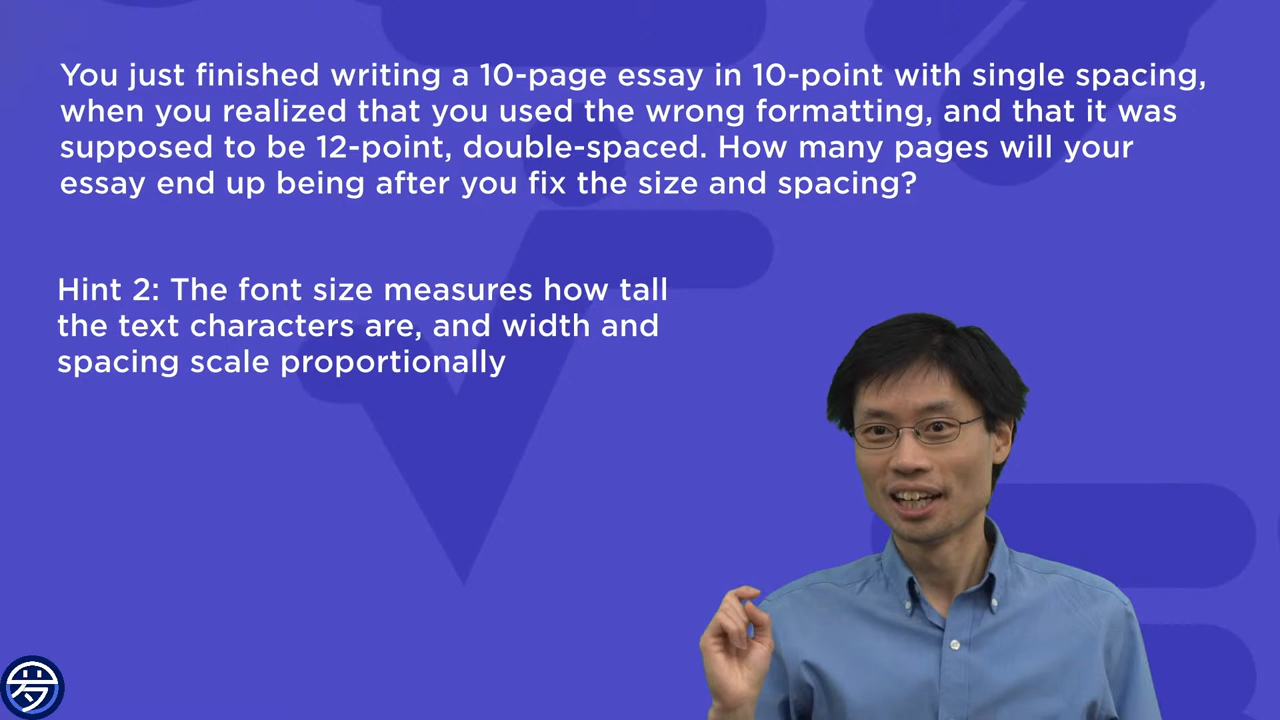 You just finished writing a 10-page essay in 10-point with single spacing,
when you realized that you used the wrong formatting, and that it was
supposed to be 12-point, double-spaced. How many pages will your
essay end up being after you fix the size and spacing?
Hint 2: The font size measures how tall
the text characters are, and width and
spacing scale proportionally